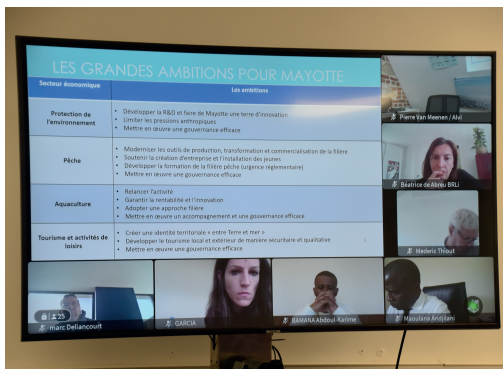 LES GRANDES AMBITIONS POUR MAYOTTE
Secteur économique
Les ambitions
Protection de
l'environnement
• Développer la R&D et faire de Mayotte une terre d'innovation
• Limiter les pressions anthropiques
• Mettre en œuvre une gouvernance efficace
Pêche
• Moderniser les outils de production, transformation et commercialisation de la filière
• Soutenir la création d'entreprise et l'installation des jeunes
• Développer la formation de la filière pêche (urgence réglementaire)
• Mettre en œuvre une gouvernance efficace
Aquaculture
• Relancer l'activité
• Garantir la rentabilité et l'innovation
• Adopter une approche filière
• Mettre en œuvre un accompagnement et une gouvernance efficace
Tourisme et activités de
loisirs
• Créer une identité territoriale « entre Terre et mer »
• Développer le tourisme local et extérieur de manière sécuritaire et qualitative
• Mettre en œuvre une gouvernance efficace
Pierre Van Meenen / Alvi
Béatrice de Abreu BRLi
Mederic Thiout
25
marc Deliancourt
GARCIA
BAMANA Abdoul-Karime
Maoulana Andjilani